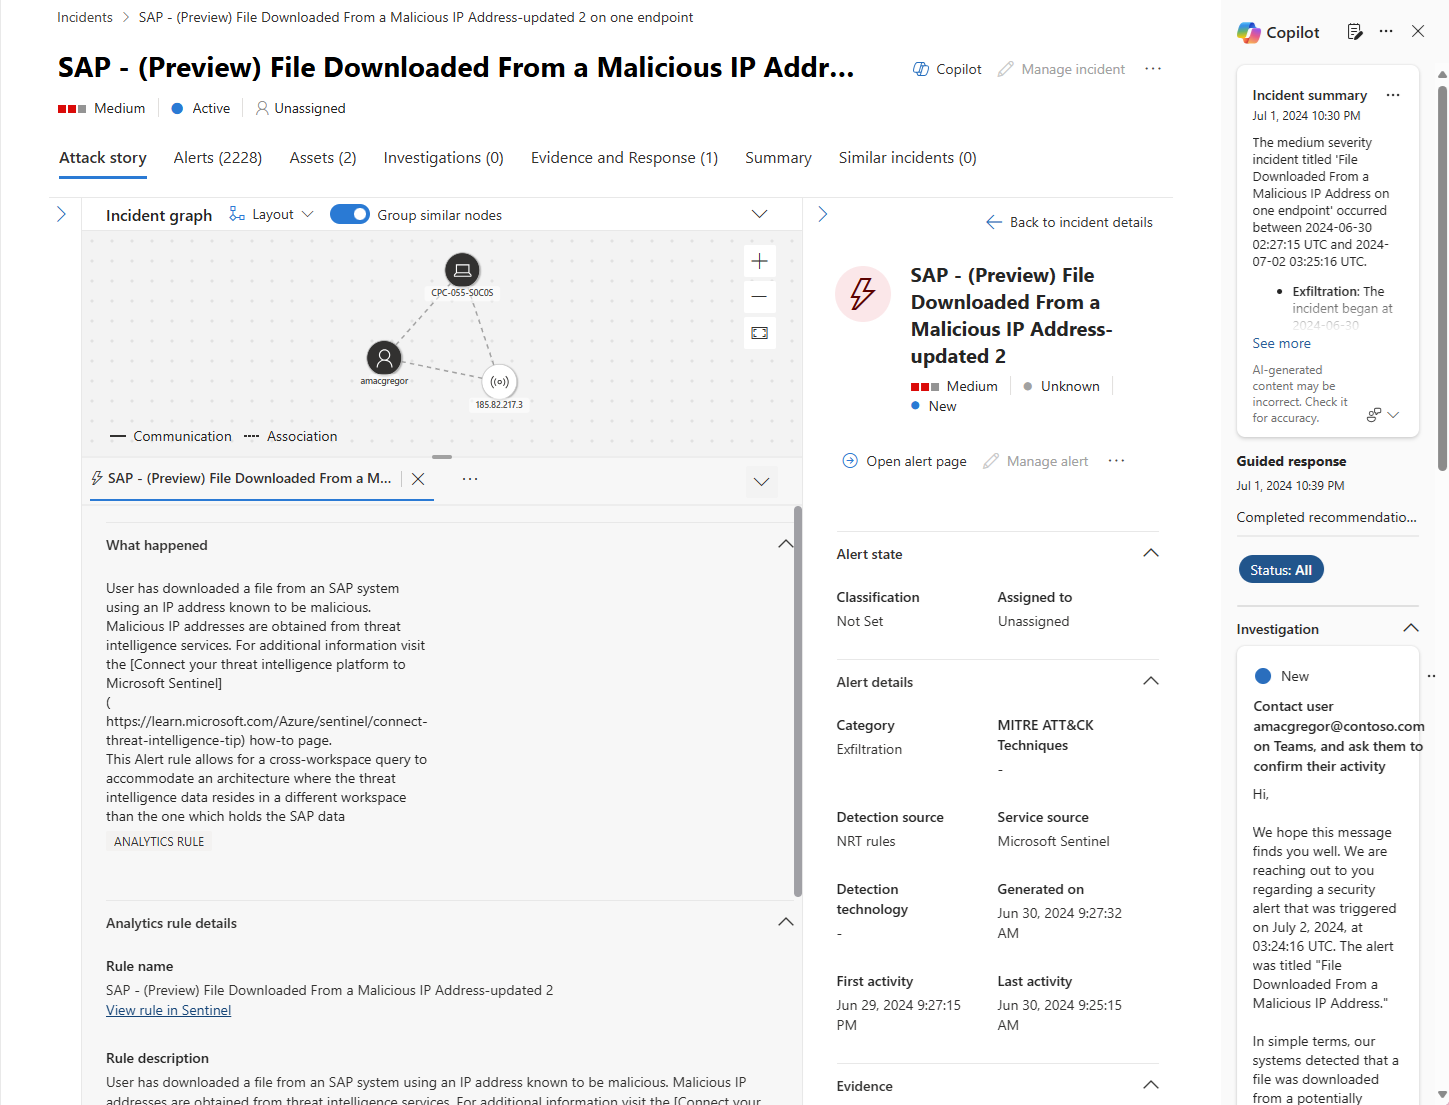 Incidents > SAP - (Preview) File Downloaded From a Malicious IP Address-updated 2 on one endpoint
SAP - (Preview) File Downloaded From a Malicious IP Addr...
Copilot
Manage incident
Medium
Active
Unassigned
Attack story
Alerts (2228)
Assets (2)
Investigations (0)
Evidence and Response (1)
Summary
Similar incidents (0)
Incident graph
Layout
Group similar nodes
CPC-055-S0C0S
amacgregor
185.82.217.3
Communication
Association
SAP - (Preview) File Downloaded From a M...
What happened
User has downloaded a file from an SAP system
using an IP address known to be malicious.
Malicious IP addresses are obtained from threat
intelligence services. For additional information visit
the [Connect your threat intelligence platform to
Microsoft Sentinel]
(
https://learn.microsoft.com/Azure/sentinel/connect-
threat-intelligence-tip) how-to page.
This Alert rule allows for a cross-workspace query to
accommodate an architecture where the threat
intelligence data resides in a different workspace
than the one which holds the SAP data
ANALYTICS RULE
Analytics rule details
Rule name
SAP - (Preview) File Downloaded From a Malicious IP Address-updated 2
View rule in Sentinel
Rule description
User has downloaded a file from an SAP system using an IP address known to be malicious. Malicious IP
addresses are obtained from threat intelligence services. For additional information visit the [Connect your
Back to incident details
SAP - (Preview) File
Downloaded From a
Malicious IP Address-
updated 2
Medium
Unknown
New
Open alert page
Manage alert
Alert state
Classification
Not Set
Assigned to
Unassigned
Alert details
Category
Exfiltration
MITRE ATT&CK
Techniques
-
Detection source
NRT rules
Service source
Microsoft Sentinel
Detection
technology
-
Generated on
Jun 30, 2024 9:27:32
AM
First activity
Jun 29, 2024 9:27:15
PM
Last activity
Jun 30, 2024 9:25:15
AM
Evidence
Copilot
Incident summary
Jul 1, 2024 10:30 PM
The medium severity
incident titled 'File
Downloaded From a
Malicious IP Address on
one endpoint' occurred
between 2024-06-30
02:27:15 UTC and 2024-
07-02 03:25:16 UTC.
• Exfiltration: The
incident began at
2024-06-30
See more
AI-generated
content may be
incorrect. Check it
for accuracy.
Guided response
Jul 1, 2024 10:39 PM
Completed recommendatio...
Status: All
Investigation
New
Contact user
amacgregor@contoso.com
on Teams, and ask them to
confirm their activity
Hi,
We hope this message
finds you well. We are
reaching out to you
regarding a security
alert that was triggered
on July 2, 2024, at
03:24:16 UTC. The alert
was titled "File
Downloaded From a
Malicious IP Address."
In simple terms, our
systems detected that a
file was downloaded
from a potentially